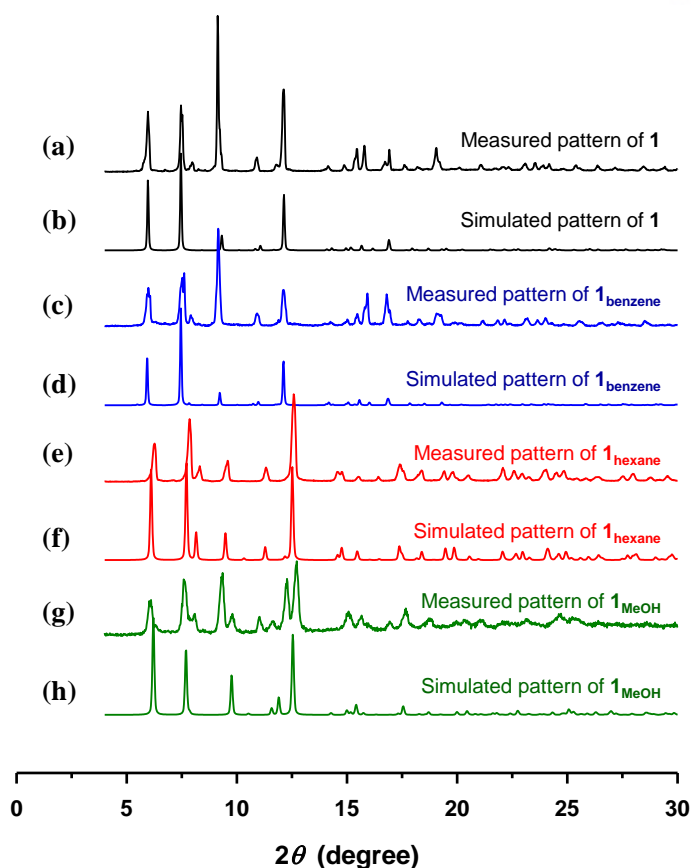 (a) Measured pattern of 1
(b) Simulated pattern of 1
(c) Measured pattern of 1benzene
(d) Simulated pattern of 1benzene
(e) Measured pattern of 1hexane
(f) Simulated pattern of 1hexane
(g) Measured pattern of 1MeOH
(h) Simulated pattern of 1MeOH
0 5 10 15 20 25 30
2θ (degree)